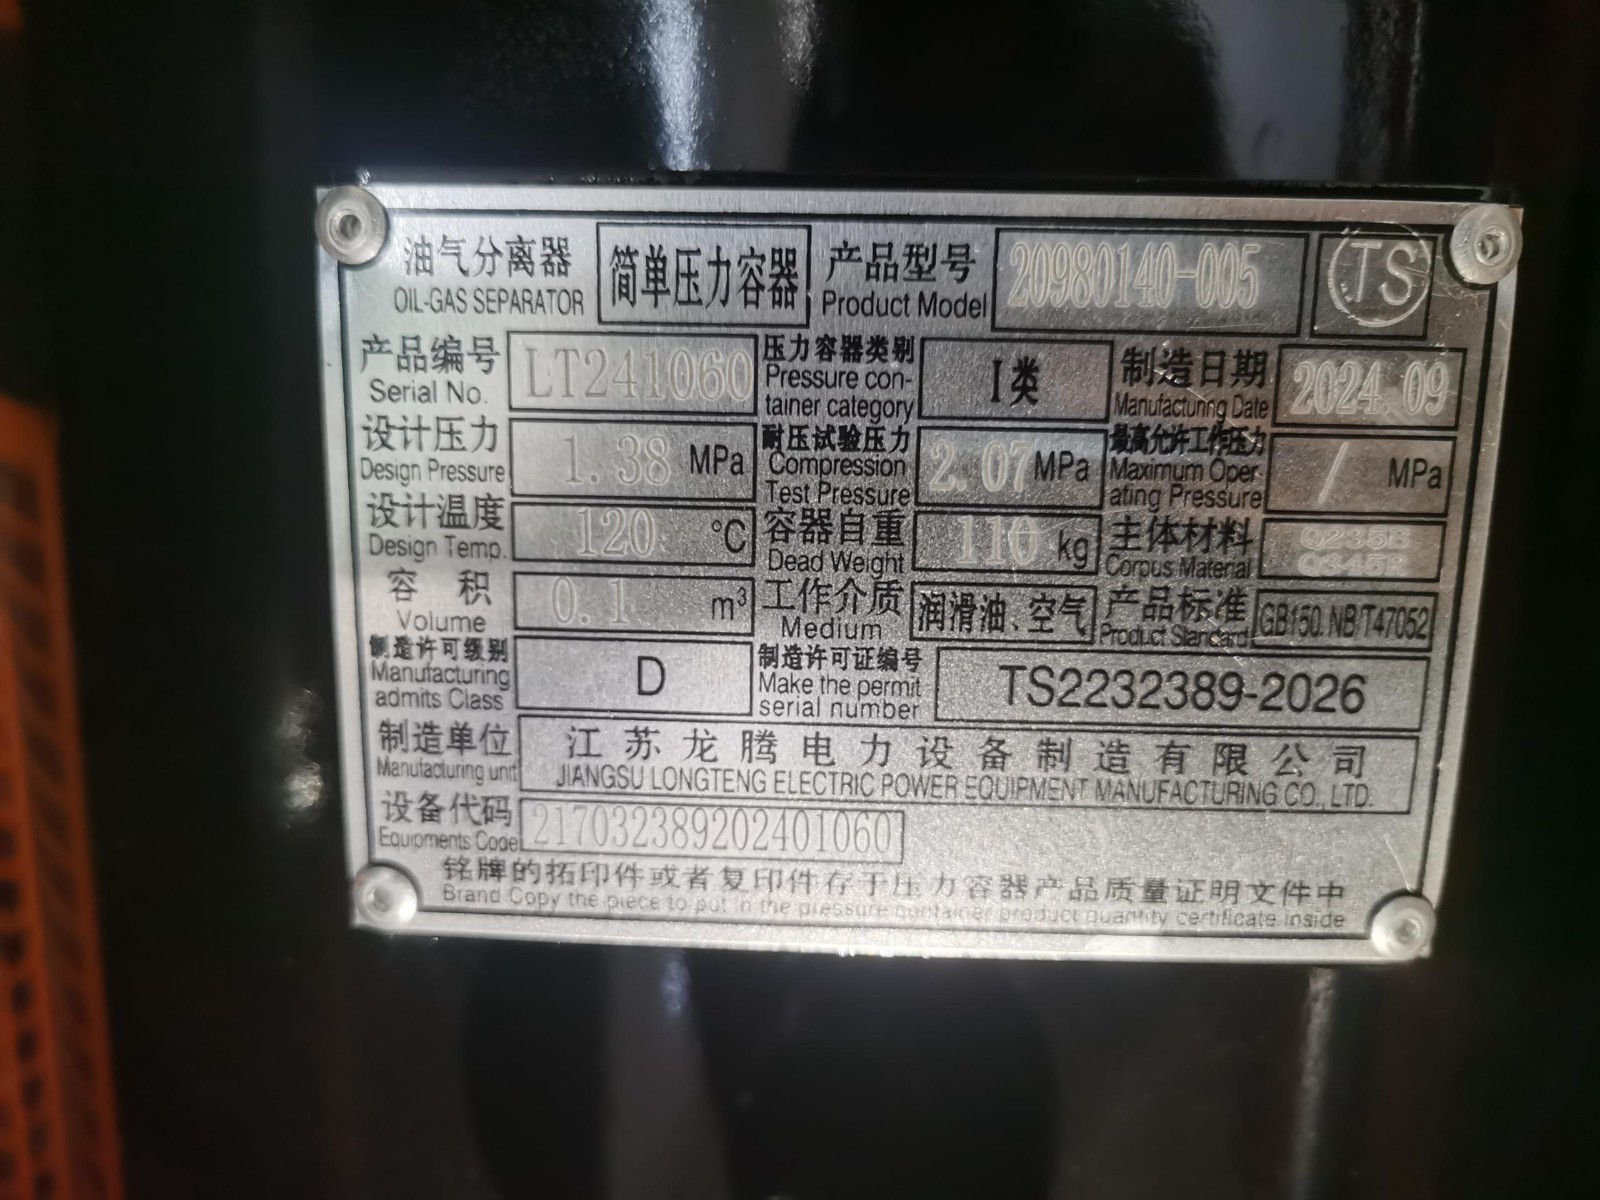 油气分离器 简单压力容器 产品型号 20980140-005 TS
OIL-GAS SEPARATOR Product Model
产品编号 LT241060 压力容器类别 I类 制造日期 2024.09
Serial No. Pressure con-
tainer category Manufacturing Date
设计压力 1.38 MPa 耐压试验压力 2.07 MPa 最高允许工作压力 / MPa
Design Pressure Compression Maximum Oper-
Test Pressure ating Pressure
设计温度 120 ℃ 容器自重 110 kg 主体材料 Q235B
Q345R
Design Temp. Dead Weight Corpus Material
容 积 0.1 m³ 工作介质 润滑油、空气 产品标准 GB150.NB/T47052
Volume Medium Product Standard
制造许可级别 D 制造许可证编号 TS2232389-2026
Manufacturing Make the permit
admits Class serial number
制造单位 江苏龙腾电力设备制造有限公司
Manufacturing unit JIANGSU LONGTENG ELECTRIC POWER EQUIPMENT MANUFACTURING CO., LTD.
设备代码 217032389202401060
Equipments Code
铭牌的拓印件或者复印件存于压力容器产品质量证明文件中
Brand Copy the piece to put in the pressure container product quantity certificate inside